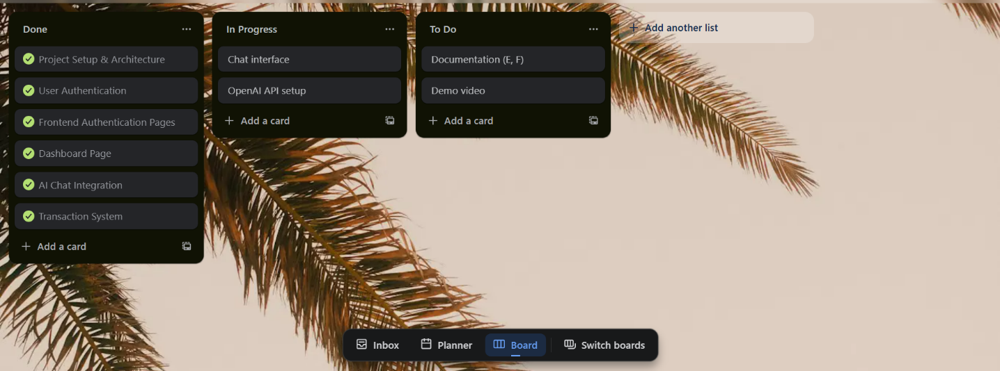 Done
Project Setup & Architecture
User Authentication
Frontend Authentication Pages
Dashboard Page
AI Chat Integration
Transaction System
Add a card
In Progress
Chat interface
OpenAI API setup
Add a card
To Do
Documentation (E, F)
Demo video
Add a card
Add another list
Inbox
Planner
Board
Switch boards